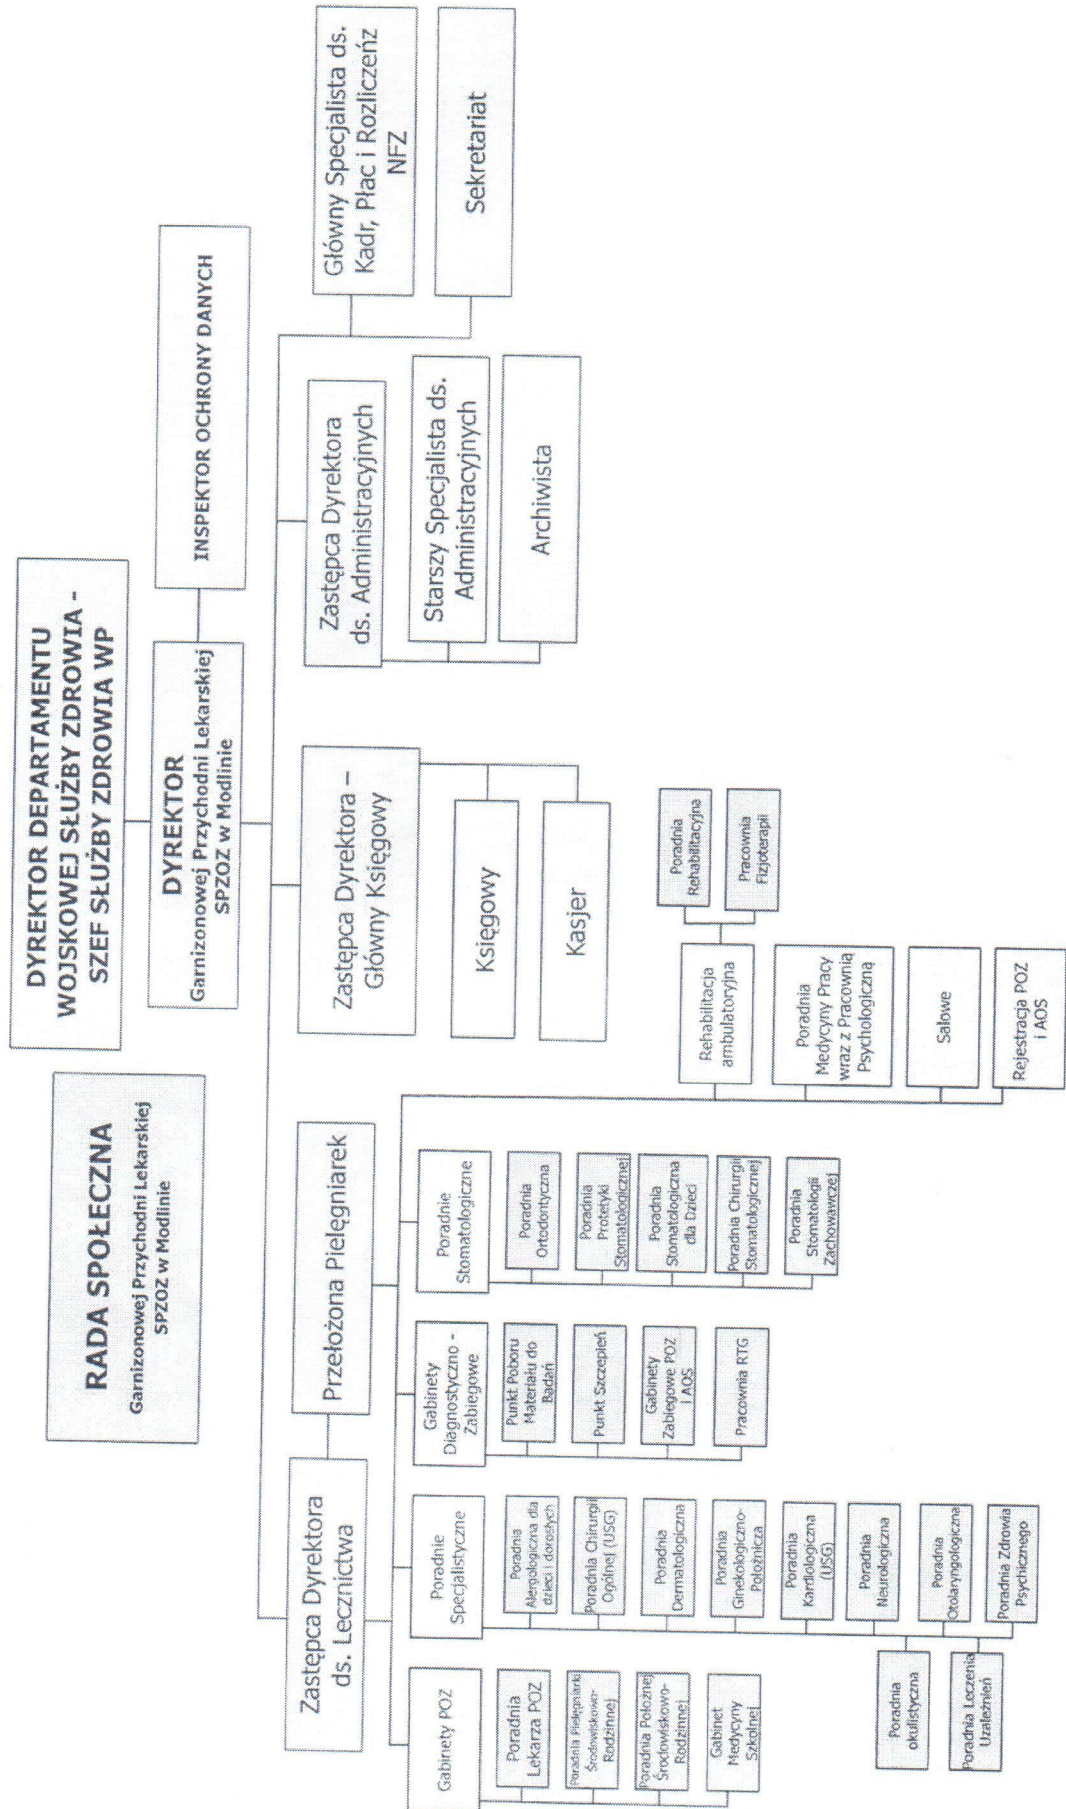 DYREKTOR DEPARTAMENTU
WOJSKOWEJ SŁUŻBY ZDROWIA -
SZEF SŁUŻBY ZDROWIA WP
RADA SPOŁECZNA
Garnizonowej Przychodni Lekarskiej
SPZOZ w Modlinie
DYREKTOR
Garnizonowej Przychodni Lekarskiej
SPZOZ w Modlinie
INSPEKTOR OCHRONY DANYCH
Zastępca Dyrektora
ds. Lecznictwa
Przełożona Pielęgniarek
Zastępca Dyrektora –
Główny Księgowy
Księgowy
Kasjer
Zastępca Dyrektora
ds. Administracyjnych
Starszy Specjalista ds.
Administracyjnych
Archiwista
Główny Specjalista ds.
Kadr, Płac i Rozliczeńz
NFZ
Sekretariat
Gabinety POZ
Poradnia
Lekarza POZ
Poradnia Pielęgniarki
Środowiskowo-
Rodzinnej
Poradnia Położnej
Środowiskowo-
Rodzinnej
Gabinet
Medycyny
Szkolnej
Poradnie
Specjalistyczne
Poradnia
Alergologiczna dla
dzieci i dorosłych
Poradnia Chirurgii
Ogólnej (USG)
Poradnia
Dermatologiczna
Poradnia
Ginekologiczno-
Położnicza
Poradnia
Kardiologiczna
(USG)
Poradnia
Neurologiczna
Poradnia
okulistyczna
Poradnia
Otolaryngologiczna
Poradnia Leczenia
Uzależnień
Poradnia Zdrowia
Psychicznego
Gabinety
Diagnostyczno -
Zabiegowe
Punkt Poboru
Materiału do
Badań
Punkt Szczepień
Gabinety
Zabiegowe POZ
i AOS
Pracownia RTG
Poradnie
Stomatologiczne
Poradnia
Ortodontyczna
Poradnia
Protetyki
Stomatologicznej
Poradnia
Stomatologiczna
dla Dzieci
Poradnia Chirurgii
Stomatologicznej
Poradnia
Stomatologii
Zachowawczej
Rehabilitacja
ambulatoryjna
Poradnia
Rehabilitacyjna
Pracownia
Fizjoterapii
Poradnia
Medycyny Pracy
wraz z Pracownią
Psychologiczną
Salowe
Rejestracja POZ
i AOS